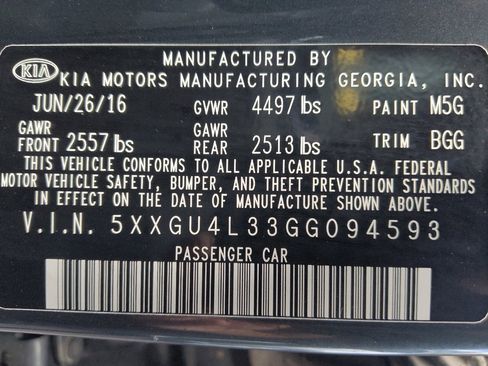 MANUFACTURED BY
KIA KIA MOTORS MANUFACTURING GEORGIA, INC.
JUN/26/16 GVWR 4497 lbs PAINT M5G
GAWR FRONT 2557 lbs GAWR REAR 2513 lbs TRIM BGG
THIS VEHICLE CONFORMS TO ALL APPLICABLE U.S.A. FEDERAL
MOTOR VEHICLE SAFETY, BUMPER, AND THEFT PREVENTION STANDARDS
IN EFFECT ON THE DATE OF MANUFACTURE SHOWN ABOVE.
V.I.N. 5XXGU4L33GG094593
PASSENGER CAR